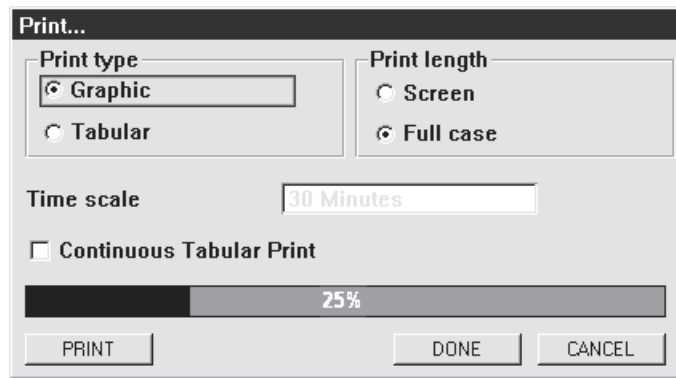 Print...
Print type
Graphic
Tabular
Print length
Screen
Full case
Time scale
30 Minutes
Continuous Tabular Print
25%
PRINT
DONE
CANCEL